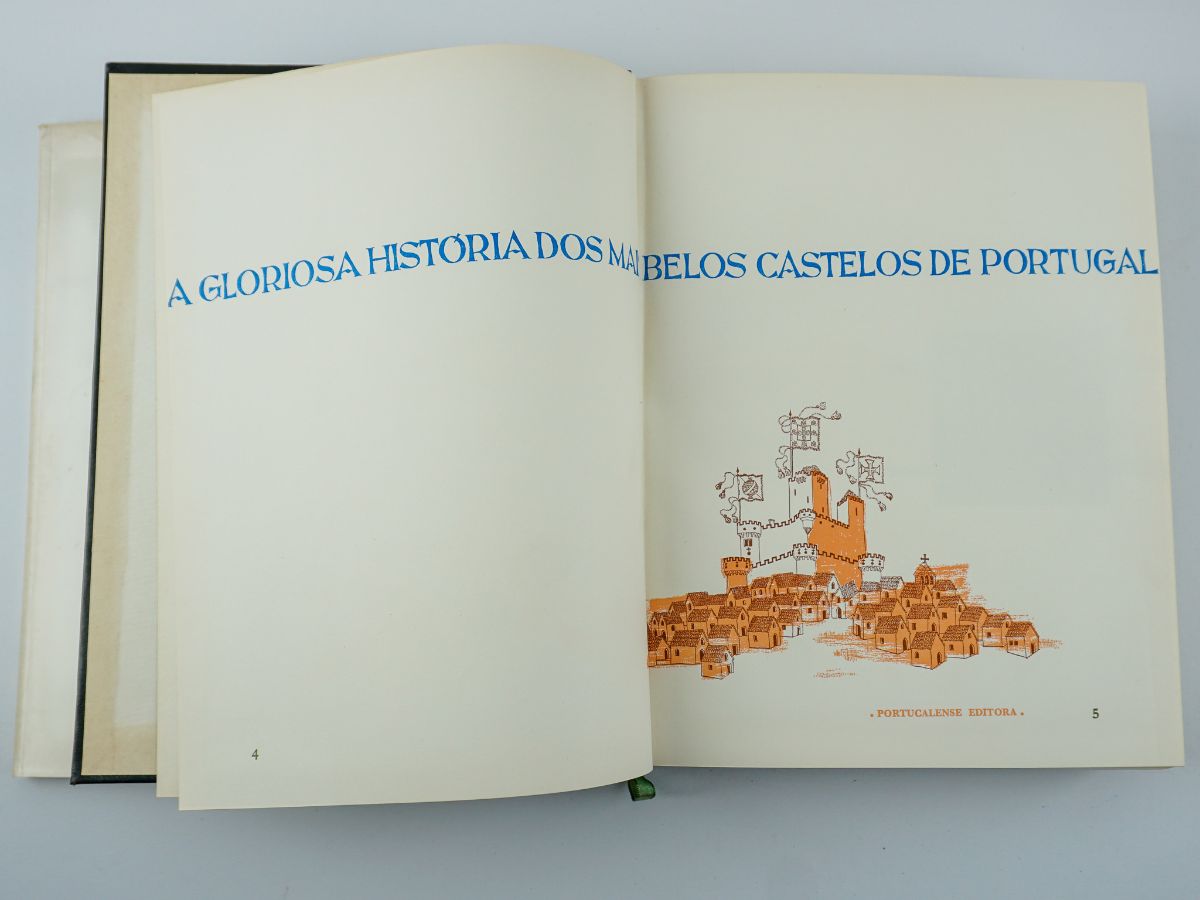 A GLORIOSA HISTÓRIA DOS MAI BELOS CASTELOS DE PORTUGAL
. PORTUCALENSE EDITORA .
5
4